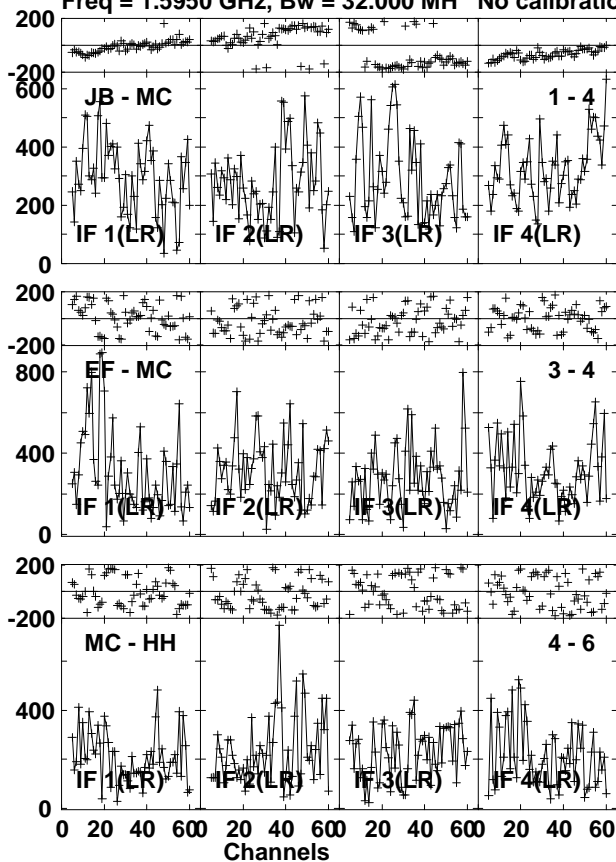 Freq = 1.5950 GHz, Bw = 32.000 MH No calibratio
200
-200
600
JB - MC 1 - 4
400
200
IF 1(LR) IF 2(LR) IF 3(LR) IF 4(LR)
0
200
-200
800
EF - MC 3 - 4
400
IF 1(LR) IF 2(LR) IF 3(LR) IF 4(LR)
0
200
-200
MC - HH 4 - 6
400
IF 1(LR) IF 2(LR) IF 3(LR) IF 4(LR)
0
0 20 40 600 20 40 600 20 40 600 20 40 60
Channels